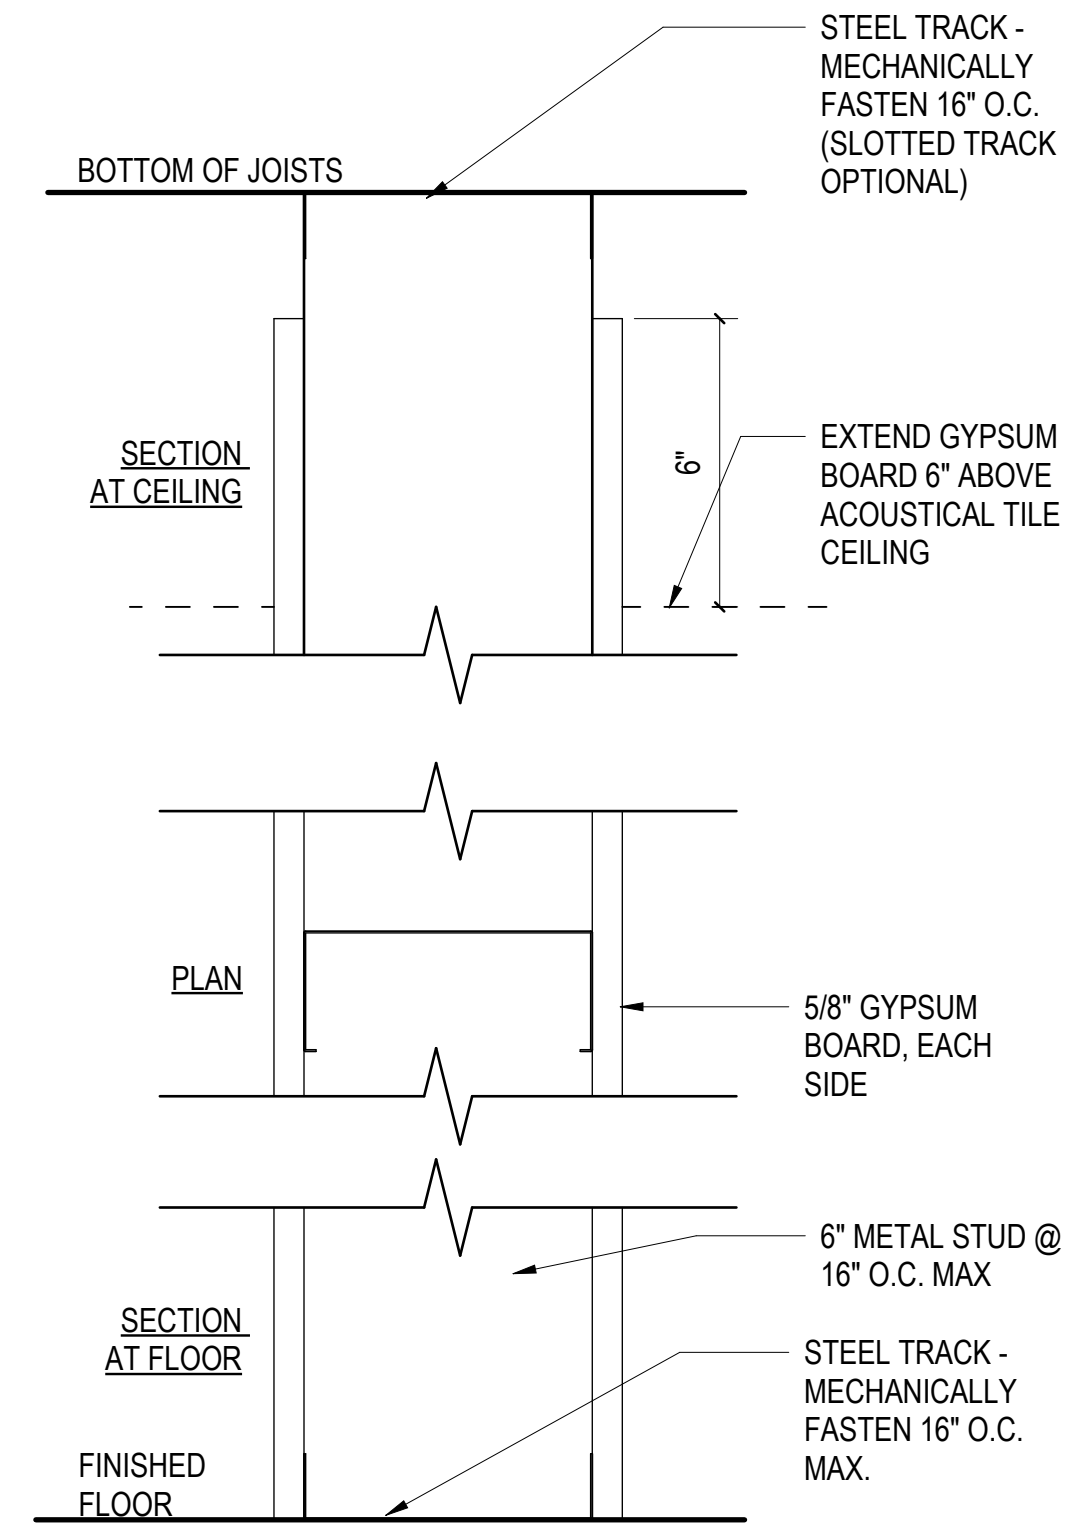 STEEL TRACK -
MECHANICALLY
FASTEN 16" O.C.
(SLOTTED TRACK
OPTIONAL)
BOTTOM OF JOISTS
SECTION
AT CEILING
6"
EXTEND GYPSUM
BOARD 6" ABOVE
ACOUSTICAL TILE
CEILING
PLAN
5/8" GYPSUM
BOARD, EACH
SIDE
6" METAL STUD @
16" O.C. MAX
SECTION
AT FLOOR
STEEL TRACK -
MECHANICALLY
FASTEN 16" O.C.
MAX.
FINISHED
FLOOR